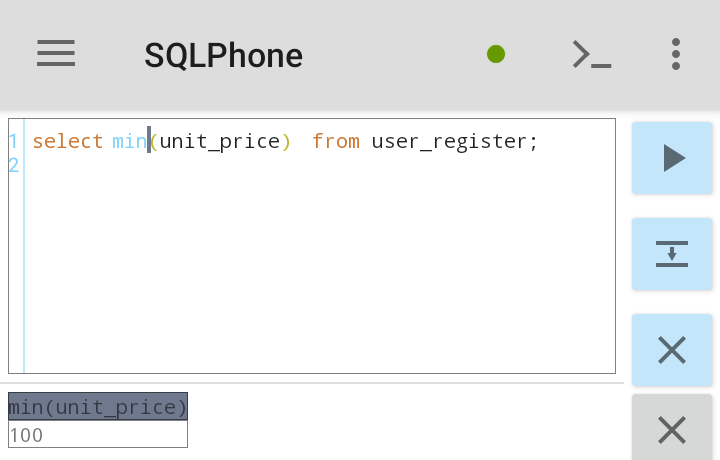 SQLPhone
1 select min(unit_price) from user_register;
2
min(unit_price)
100